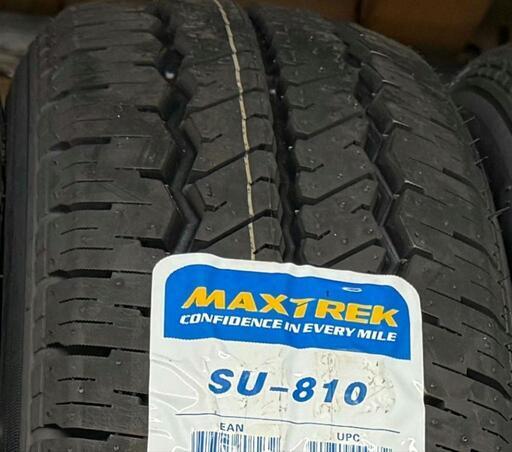 MAXTREK
CONFIDENCE IN EVERY MILE
SU-810
EAN UPC